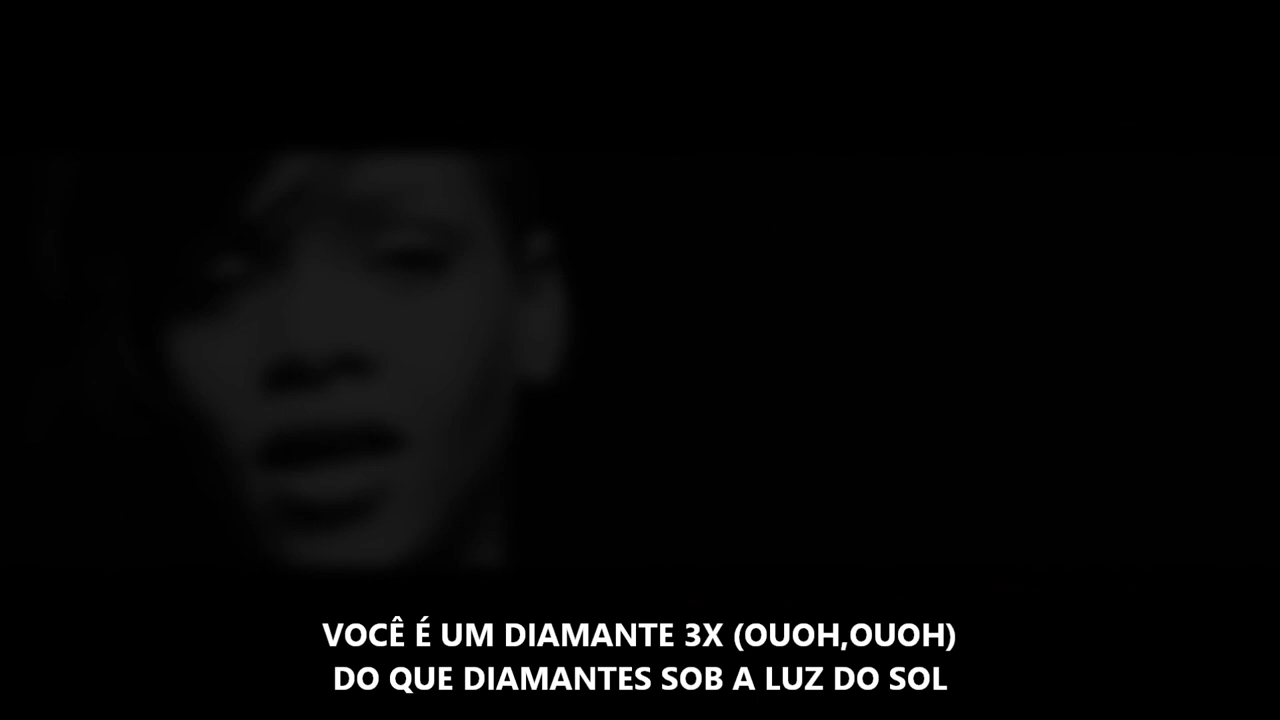 VOCÊ É UM DIAMANTE 3X (OUOH,OUOH)
DO QUE DIAMANTES SOB A LUZ DO SOL